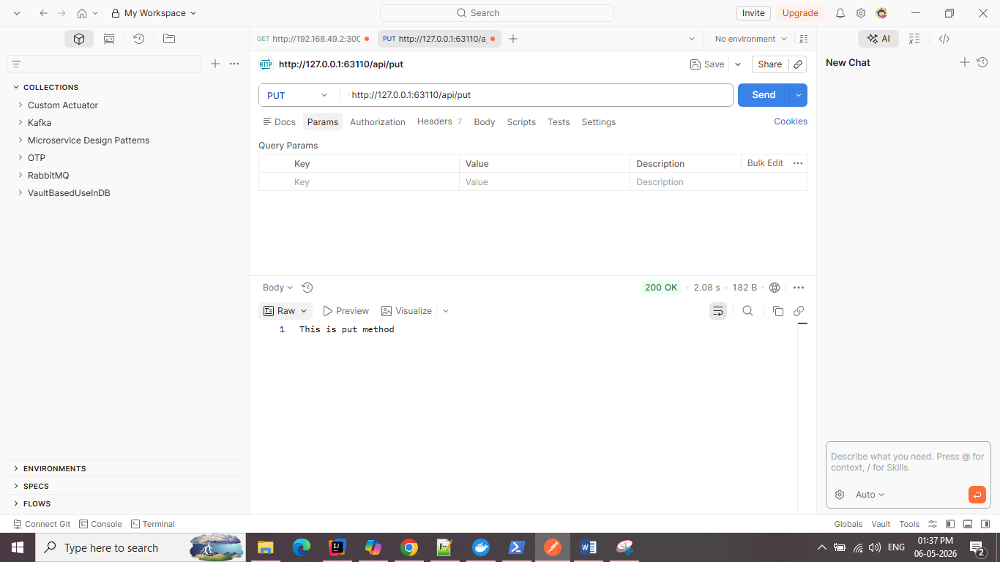 My Workspace
Search
Invite
Upgrade
AI
GET http://192.168.49.2:300
PUT http://127.0.0.1:63110/a
No environment
New Chat
HTTP http://127.0.0.1:63110/api/put
Save
Share
COLLECTIONS
Custom Actuator
Kafka
Microservice Design Patterns
OTP
RabbitMQ
VaultBasedUseInDB
PUT
http://127.0.0.1:63110/api/put
Send
Docs
Params
Authorization
Headers 7
Body
Scripts
Tests
Settings
Cookies
Query Params
Key Value Description Bulk Edit
Key Value Description
Body
200 OK • 2.08 s • 182 B
Raw
Preview
Visualize
1 This is put method
ENVIRONMENTS
SPECS
FLOWS
Describe what you need. Press @ for
context, / for Skills.
Auto
Connect Git
Console
Terminal
Globals
Vault
Tools
Type here to search
ENG
01:37 PM
06-05-2026
2